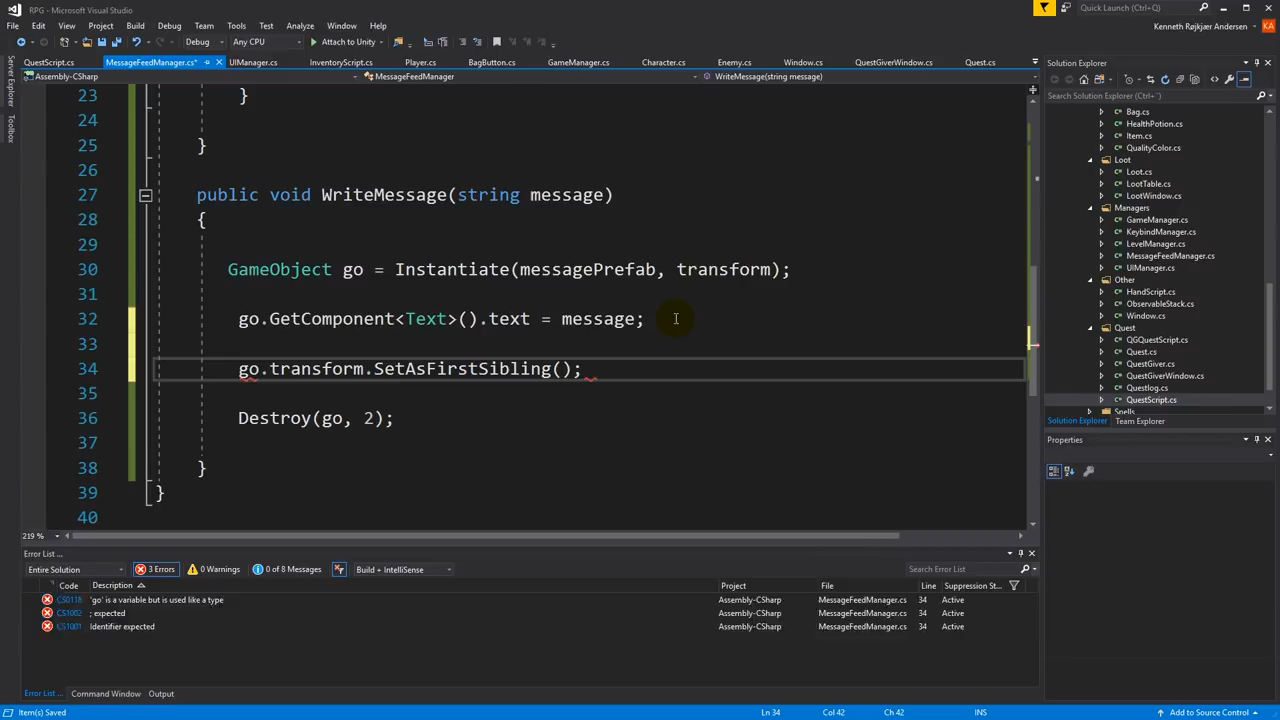 RPG - Microsoft Visual Studio
Quick Launch (Ctrl+Q)
File Edit View Project Build Debug Team Tools Test Analyze Window Help
Kenneth Røjkjær Andersen
KA
Debug Any CPU Attach to Unity
QuestScript.cs MessageFeedManager.cs* UIManager.cs InventoryScript.cs Player.cs BagButton.cs GameManager.cs Character.cs Enemy.cs Window.cs QuestGiverWindow.cs Quest.cs
Assembly-CSharp MessageFeedManager WriteMessage(string message)
Server Explorer
Toolbox
23 }
24
25 }
26
27 public void WriteMessage(string message)
28 {
29
30 GameObject go = Instantiate(messagePrefab, transform);
31
32 go.GetComponent<Text>().text = message;
33
34 go.transform.SetAsFirstSibling();
35
36 Destroy(go, 2);
37
38 }
39 }
40
219 %
Solution Explorer
Bag.cs
HealthPotion.cs
Item.cs
QualityColor.cs
Loot
Loot.cs
LootTable.cs
LootWindow.cs
Managers
GameManager.cs
KeybindManager.cs
LevelManager.cs
MessageFeedManager.cs
UIManager.cs
Other
HandScript.cs
ObservableStack.cs
Window.cs
Quest
QGQuestScript.cs
Quest.cs
QuestGiver.cs
QuestGiverWindow.cs
Questlog.cs
QuestScript.cs
Spells
Solution Explorer Team Explorer
Properties
Error List ...
Entire Solution 3 Errors 0 Warnings 0 of 8 Messages Build + IntelliSense Search Error List
Code Description Project File Line Suppression St...
CS0118 'go' is a variable but is used like a type Assembly-CSharp MessageFeedManager.cs 34 Active
CS1002 ; expected Assembly-CSharp MessageFeedManager.cs 34 Active
CS1001 Identifier expected Assembly-CSharp MessageFeedManager.cs 34 Active
Error List ... Command Window Output
Item(s) Saved Ln 34 Col 42 Ch 42 INS Add to Source Control